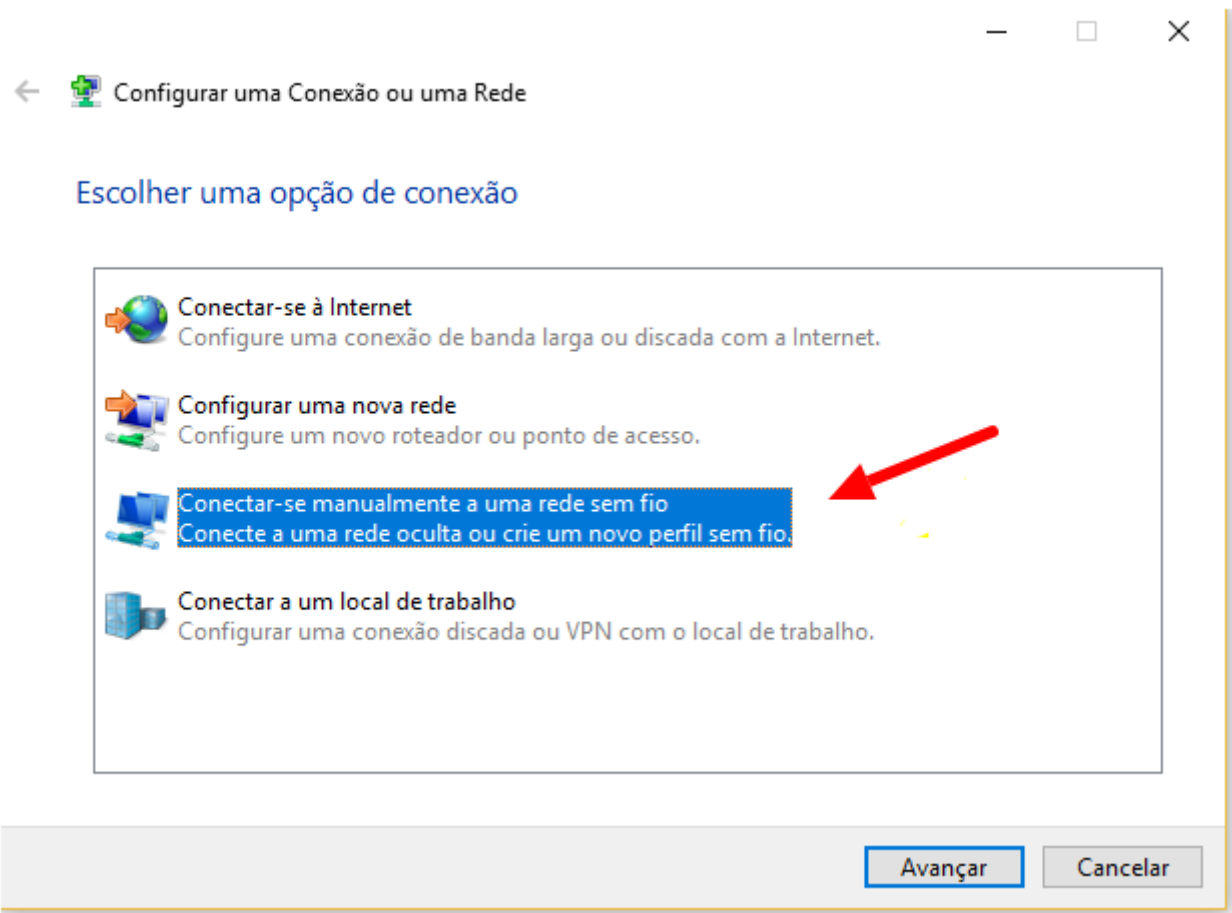 Configurar uma Conexão ou uma Rede
Escolher uma opção de conexão
Conectar-se à Internet
Configure uma conexão de banda larga ou discada com a Internet.
Configurar uma nova rede
Configure um novo roteador ou ponto de acesso.
Conectar-se manualmente a uma rede sem fio
Conecte a uma rede oculta ou crie um novo perfil sem fio.
Conectar a um local de trabalho
Configurar uma conexão discada ou VPN com o local de trabalho.
Avançar
Cancelar